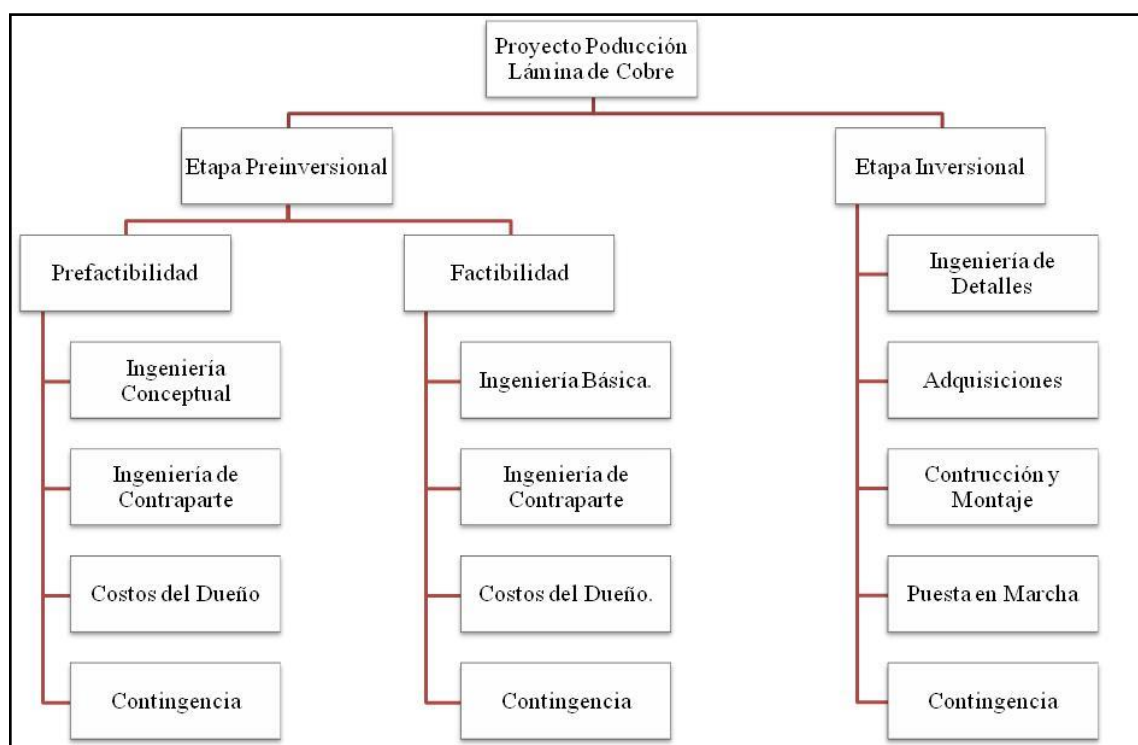 Proyecto Poducción
Lámina de Cobre
Etapa Preinversional
Etapa Inversional
Prefactibilidad
Factibilidad
Ingeniería de
Detalles
Ingeniería
Conceptual
Ingeniería Básica.
Adquisiciones
Ingeniería de
Contraparte
Ingeniería de
Contraparte
Contrucción y
Montaje
Costos del Dueño
Costos del Dueño.
Puesta en Marcha
Contingencia
Contingencia
Contingencia